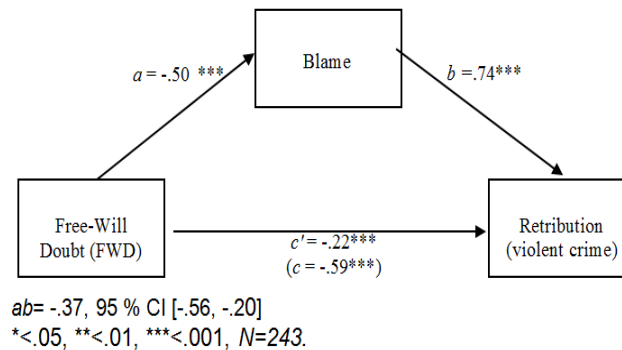 Blame
a = -.50 ***
b =.74***
Free-Will
Doubt (FWD)
c'= -.22***
(c = -.59***)
Retribution
(violent crime)
ab= -.37, 95 % CI [-.56, -.20]
*<.05, **<.01, ***<.001, N=243.